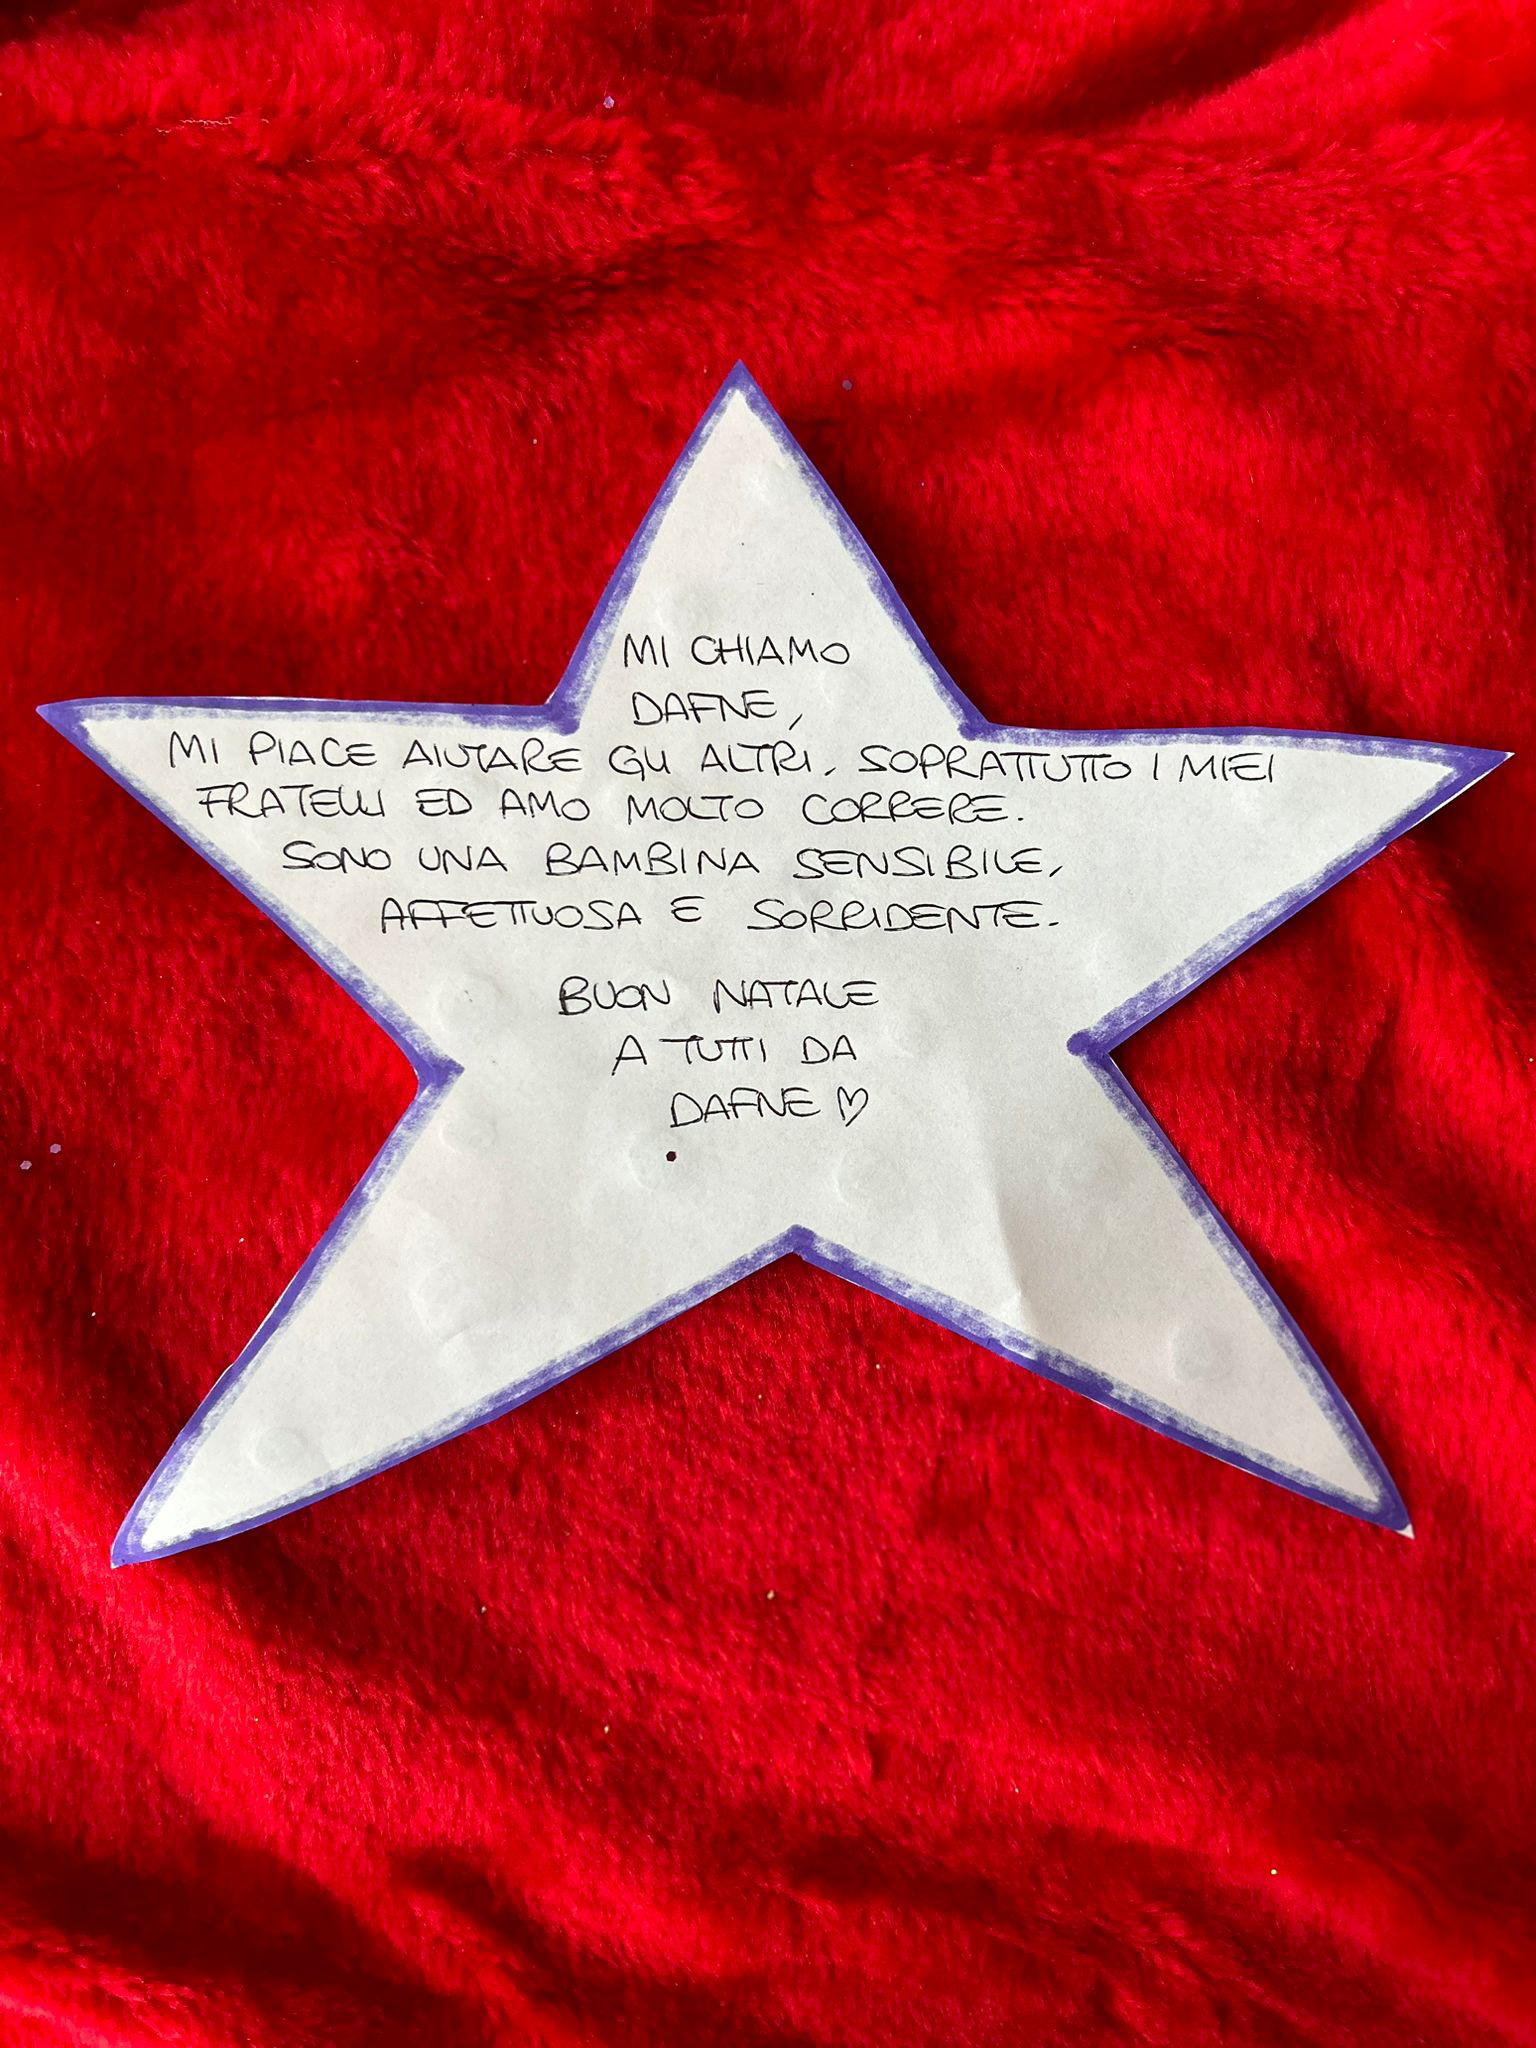 MI CHIAMO
DAFNE,
MI PIACE AIUTARE GLI ALTRI, SOPRATTUTTO I MIEI
FRATELLI ED AMO MOLTO CORRERE.
SONO UNA BAMBINA SENSIBILE,
AFFETTUOSA E SORRIDENTE.
BUON NATALE
A TUTTI DA
DAFNE ♡